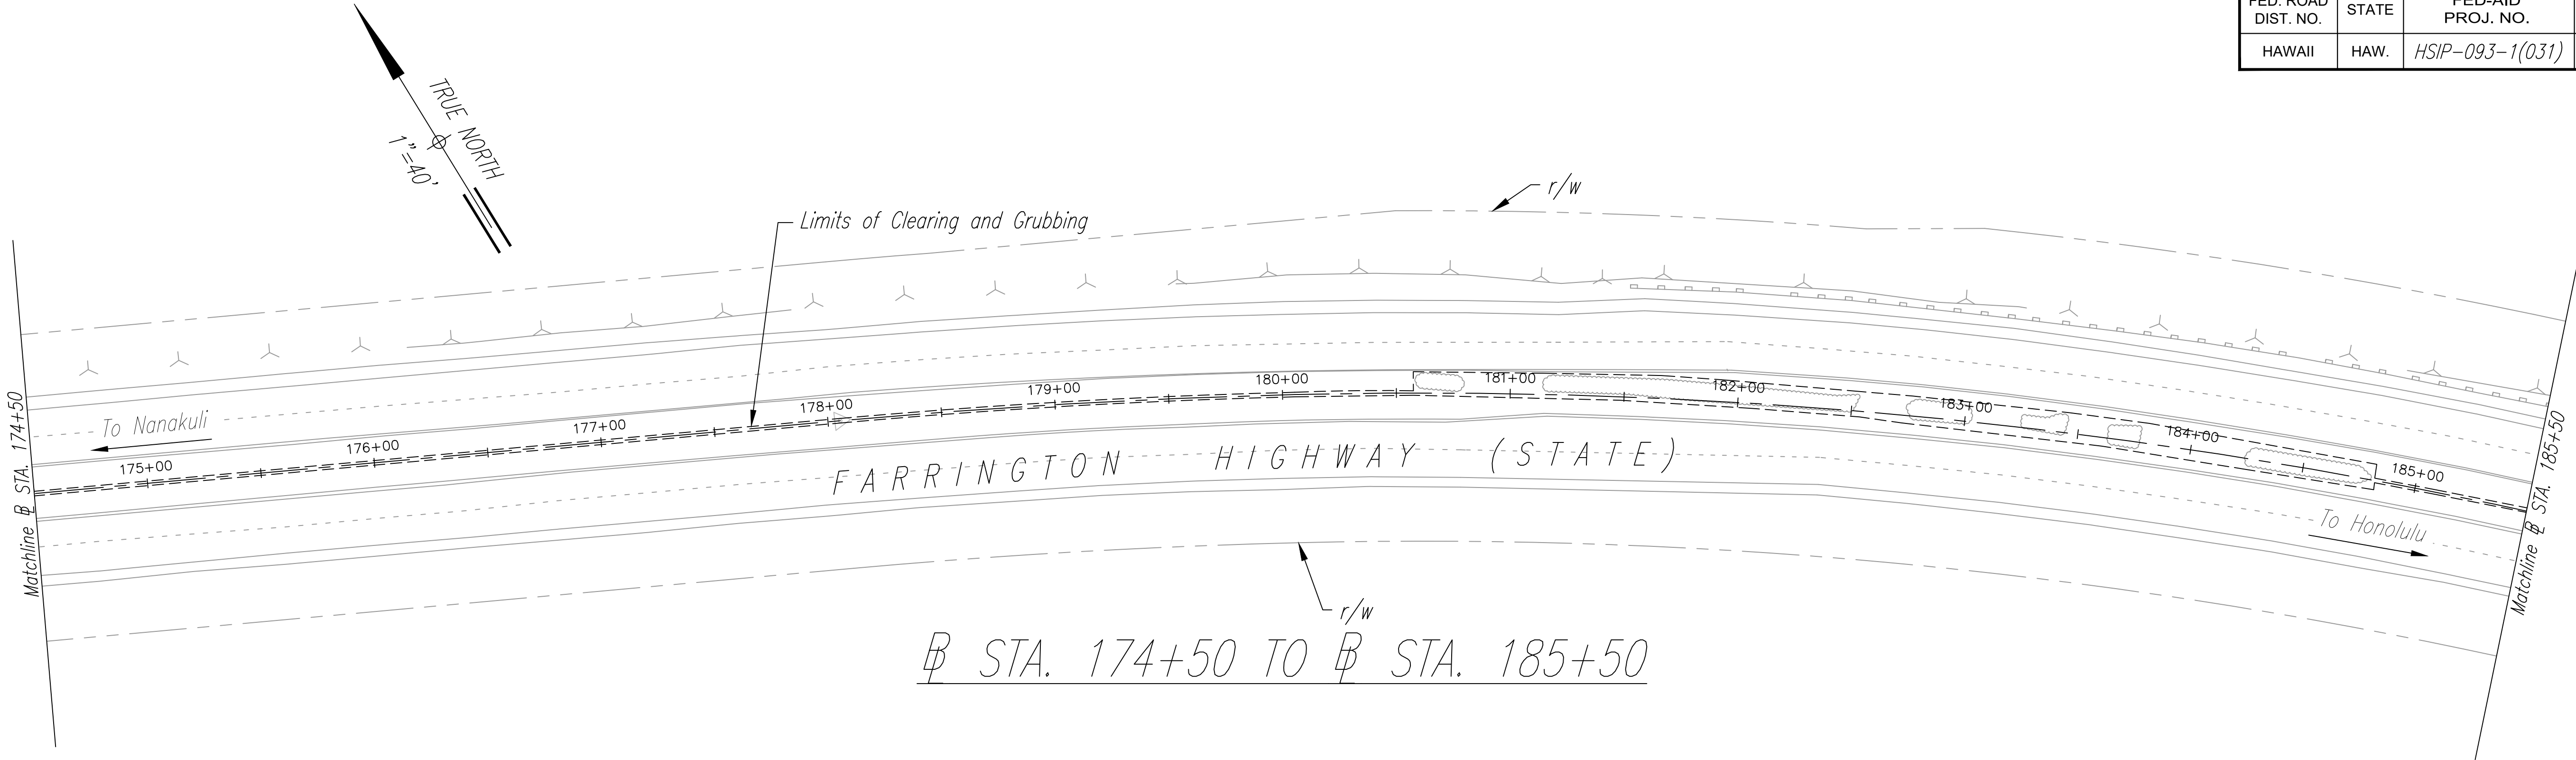 FED. ROAD DIST. NO.
STATE
FED-AID PROJ. NO.
HAWAII
HAW.
HSIP-093-1(031)
TRUE NORTH
1"=40'
r/w
Limits of Clearing and Grubbing
To Nanakuli
175+00
176+00
177+00
178+00
179+00
180+00
181+00
182+00
183+00
184+00
185+00
FARRINGTON HIGHWAY (STATE)
To Honolulu
Matchline ⅊ STA. 174+50
Matchline ⅊ STA. 185+50
r/w
⅊ STA. 174+50 TO ⅊ STA. 185+50